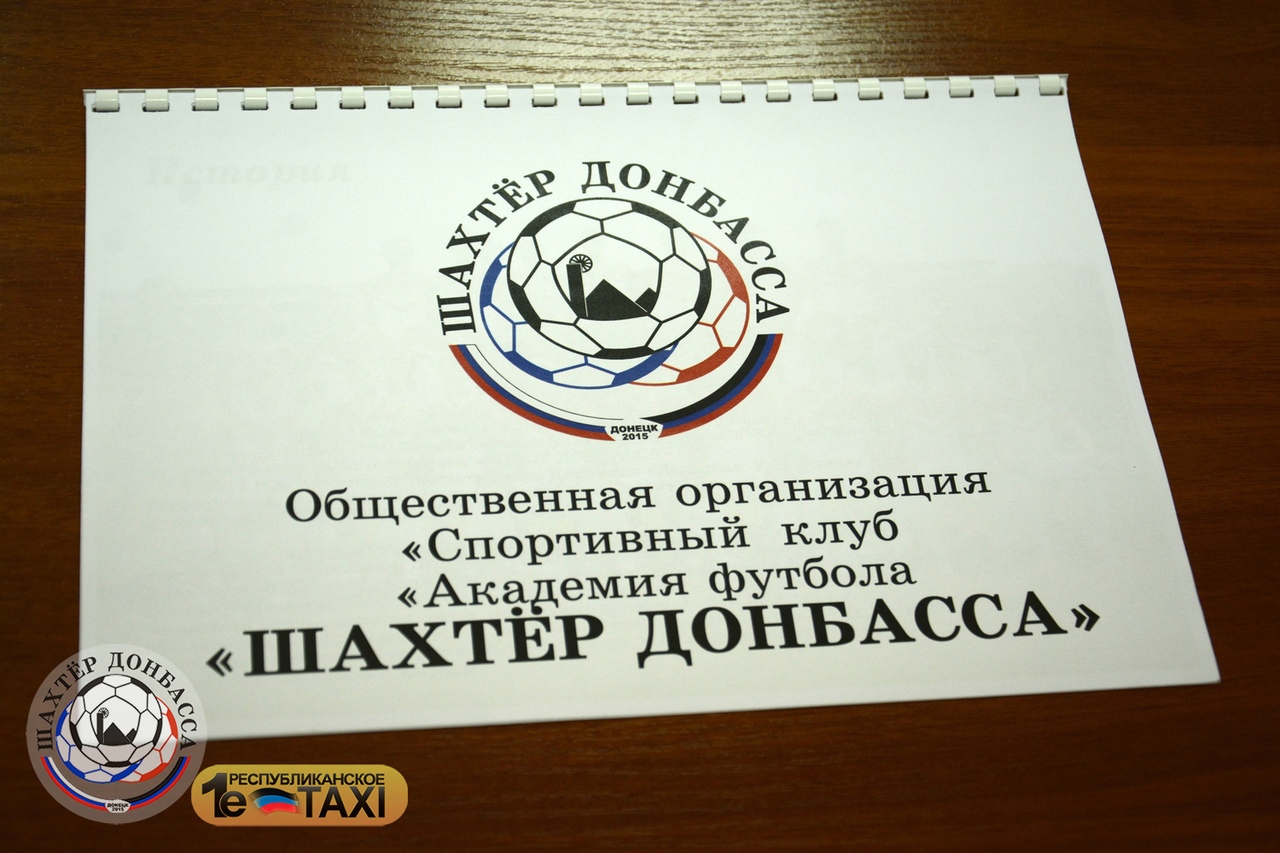 История
ШАХТЁР ДОНБАССА
ДОНЕЦК
2015
Общественная организация
«Спортивный клуб
«Академия футбола
«ШАХТЁР ДОНБАССА»
ШАХТЁР ДОНБАССА
ДОНЕЦК
2015
РЕСПУБЛИКАНСКОЕ
1е TAXI